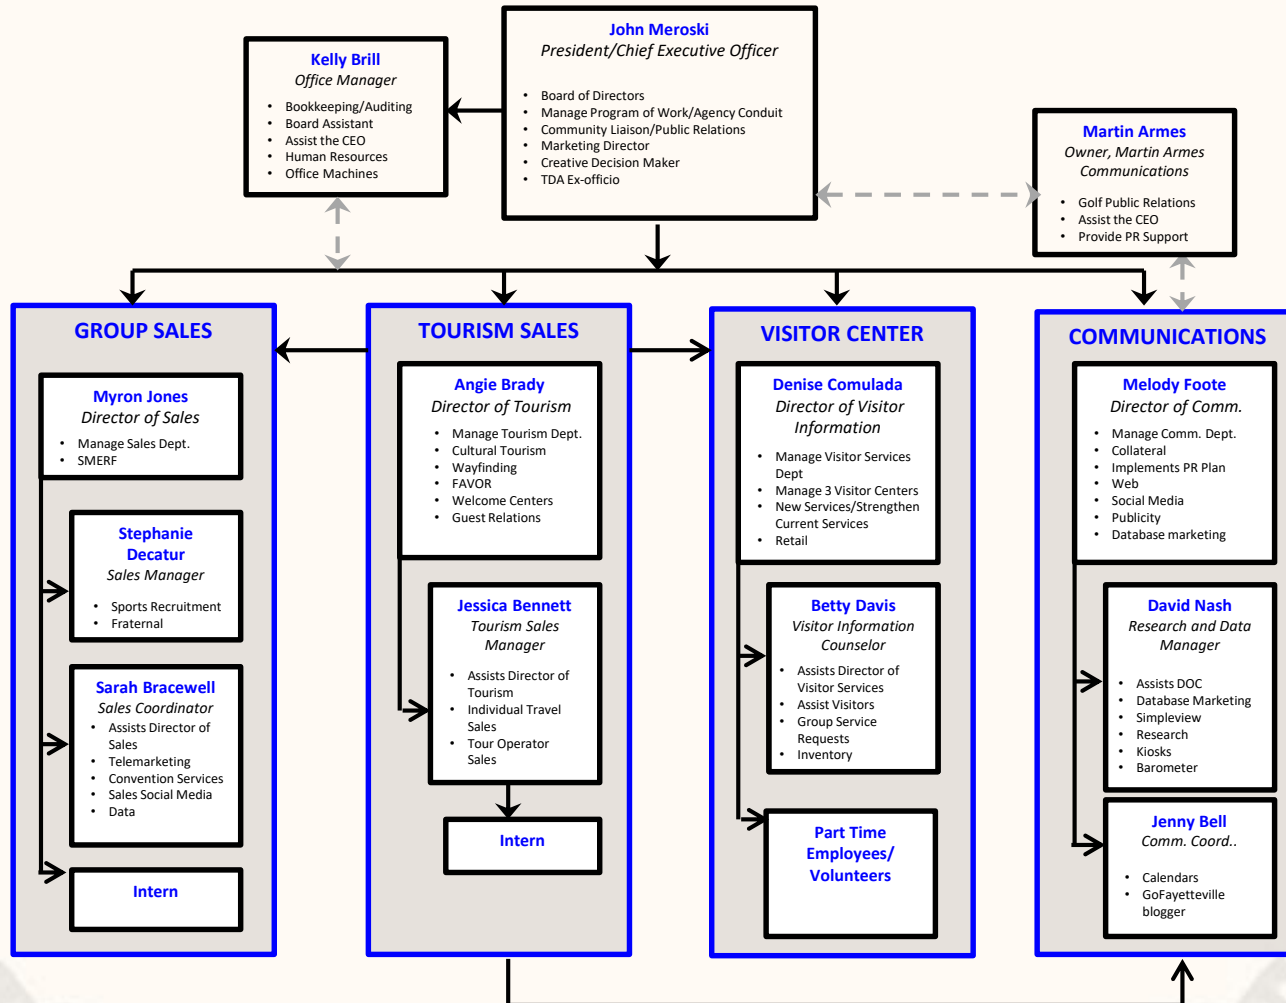 John Meroski
President/Chief Executive Officer
• Board of Directors
• Manage Program of Work/Agency Conduit
• Community Liaison/Public Relations
• Marketing Director
• Creative Decision Maker
• TDA Ex-officio
Kelly Brill
Office Manager
• Bookkeeping/Auditing
• Board Assistant
• Assist the CEO
• Human Resources
• Office Machines
Martin Armes
Owner, Martin Armes
Communications
• Golf Public Relations
• Assist the CEO
• Provide PR Support
GROUP SALES
Myron Jones
Director of Sales
• Manage Sales Dept.
• SMERF
Stephanie
Decatur
Sales Manager
• Sports Recruitment
• Fraternal
Sarah Bracewell
Sales Coordinator
• Assists Director of
Sales
• Telemarketing
• Convention Services
• Sales Social Media
• Data
Intern
TOURISM SALES
Angie Brady
Director of Tourism
• Manage Tourism Dept.
• Cultural Tourism
• Wayfinding
• FAVOR
• Welcome Centers
• Guest Relations
Jessica Bennett
Tourism Sales
Manager
• Assists Director of
Tourism
• Individual Travel
Sales
• Tour Operator
Sales
Intern
VISITOR CENTER
Denise Comulada
Director of Visitor
Information
• Manage Visitor Services
Dept
• Manage 3 Visitor Centers
• New Services/Strengthen
Current Services
• Retail
Betty Davis
Visitor Information
Counselor
• Assists Director of
Visitor Services
• Assist Visitors
• Group Service
Requests
• Inventory
Part Time
Employees/
Volunteers
COMMUNICATIONS
Melody Foote
Director of Comm.
• Manage Comm. Dept.
• Collateral
• Implements PR Plan
• Web
• Social Media
• Publicity
• Database marketing
David Nash
Research and Data
Manager
• Assists DOC
• Database Marketing
• Simpleview
• Research
• Kiosks
• Barometer
Jenny Bell
Comm. Coord..
• Calendars
• GoFayetteville
blogger